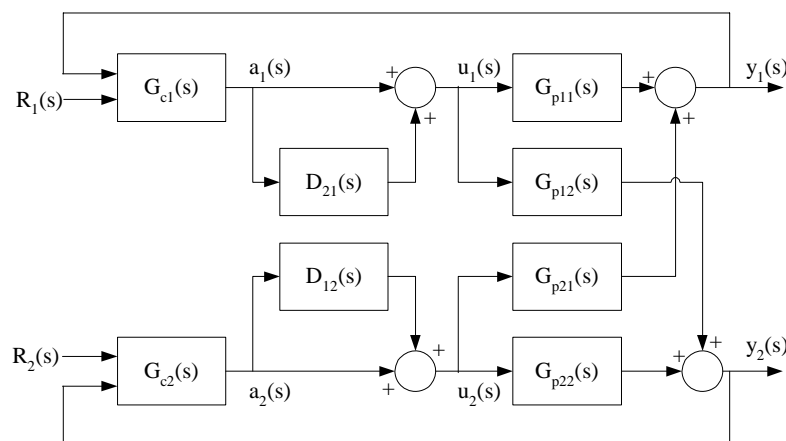 a₁(s) u₁(s) y₁(s)
+ +
G_c1(s) G_p11(s)
R₁(s)
+ +
D₂₁(s) G_p12(s)
D₁₂(s) G_p21(s)
R₂(s) + + y₂(s)
G_c2(s) G_p22(s)
+ +
a₂(s) u₂(s)